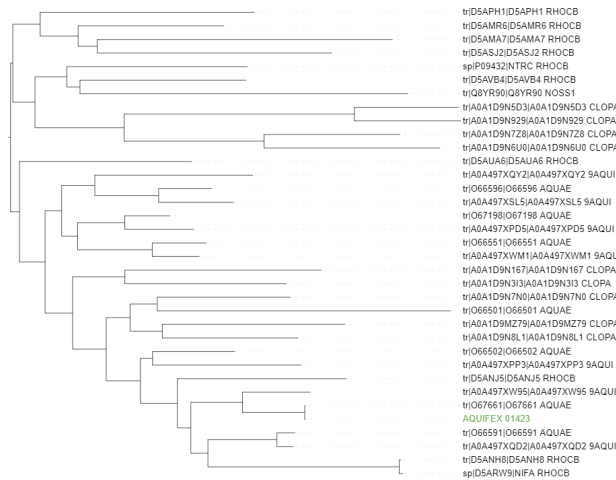 tr|D5APH1|D5APH1 RHOCB
tr|D5AMR6|D5AMR6 RHOCB
tr|D5AMA7|D5AMA7 RHOCB
tr|D5ASJ2|D5ASJ2 RHOCB
sp|P09432|NTRC RHOCB
tr|D5AVB4|D5AVB4 RHOCB
tr|Q8YR90|Q8YR90 NOSS1
tr|A0A1D9N5D3|A0A1D9N5D3 CLOPA
tr|A0A1D9N929|A0A1D9N929 CLOPA
tr|A0A1D9N7Z8|A0A1D9N7Z8 CLOPA
tr|A0A1D9N6U0|A0A1D9N6U0 CLOPA
tr|D5AUA6|D5AUA6 RHOCB
tr|A0A497XQY2|A0A497XQY2 9AQUI
tr|O66596|O66596 AQUAE
tr|A0A497XSL5|A0A497XSL5 9AQUI
tr|O67198|O67198 AQUAE
tr|A0A497XPD5|A0A497XPD5 9AQUI
tr|O66551|O66551 AQUAE
tr|A0A497XWM1|A0A497XWM1 9AQU
tr|A0A1D9N167|A0A1D9N167 CLOPA
tr|A0A1D9N3I3|A0A1D9N3I3 CLOPA
tr|A0A1D9N7N0|A0A1D9N7N0 CLOPA
tr|O66501|O66501 AQUAE
tr|A0A1D9MZ79|A0A1D9MZ79 CLOPA
tr|A0A1D9N8L1|A0A1D9N8L1 CLOPA
tr|O66502|O66502 AQUAE
tr|A0A497XPP3|A0A497XPP3 9AQUI
tr|D5ANJ5|D5ANJ5 RHOCB
tr|A0A497XW95|A0A497XW95 9AQUI
tr|O67661|O67661 AQUAE
AQUIFEX 01423
tr|O66591|O66591 AQUAE
tr|A0A497XQD2|A0A497XQD2 9AQUI
tr|D5ANH8|D5ANH8 RHOCB
sp|D5ARW9|NIFA RHOCB